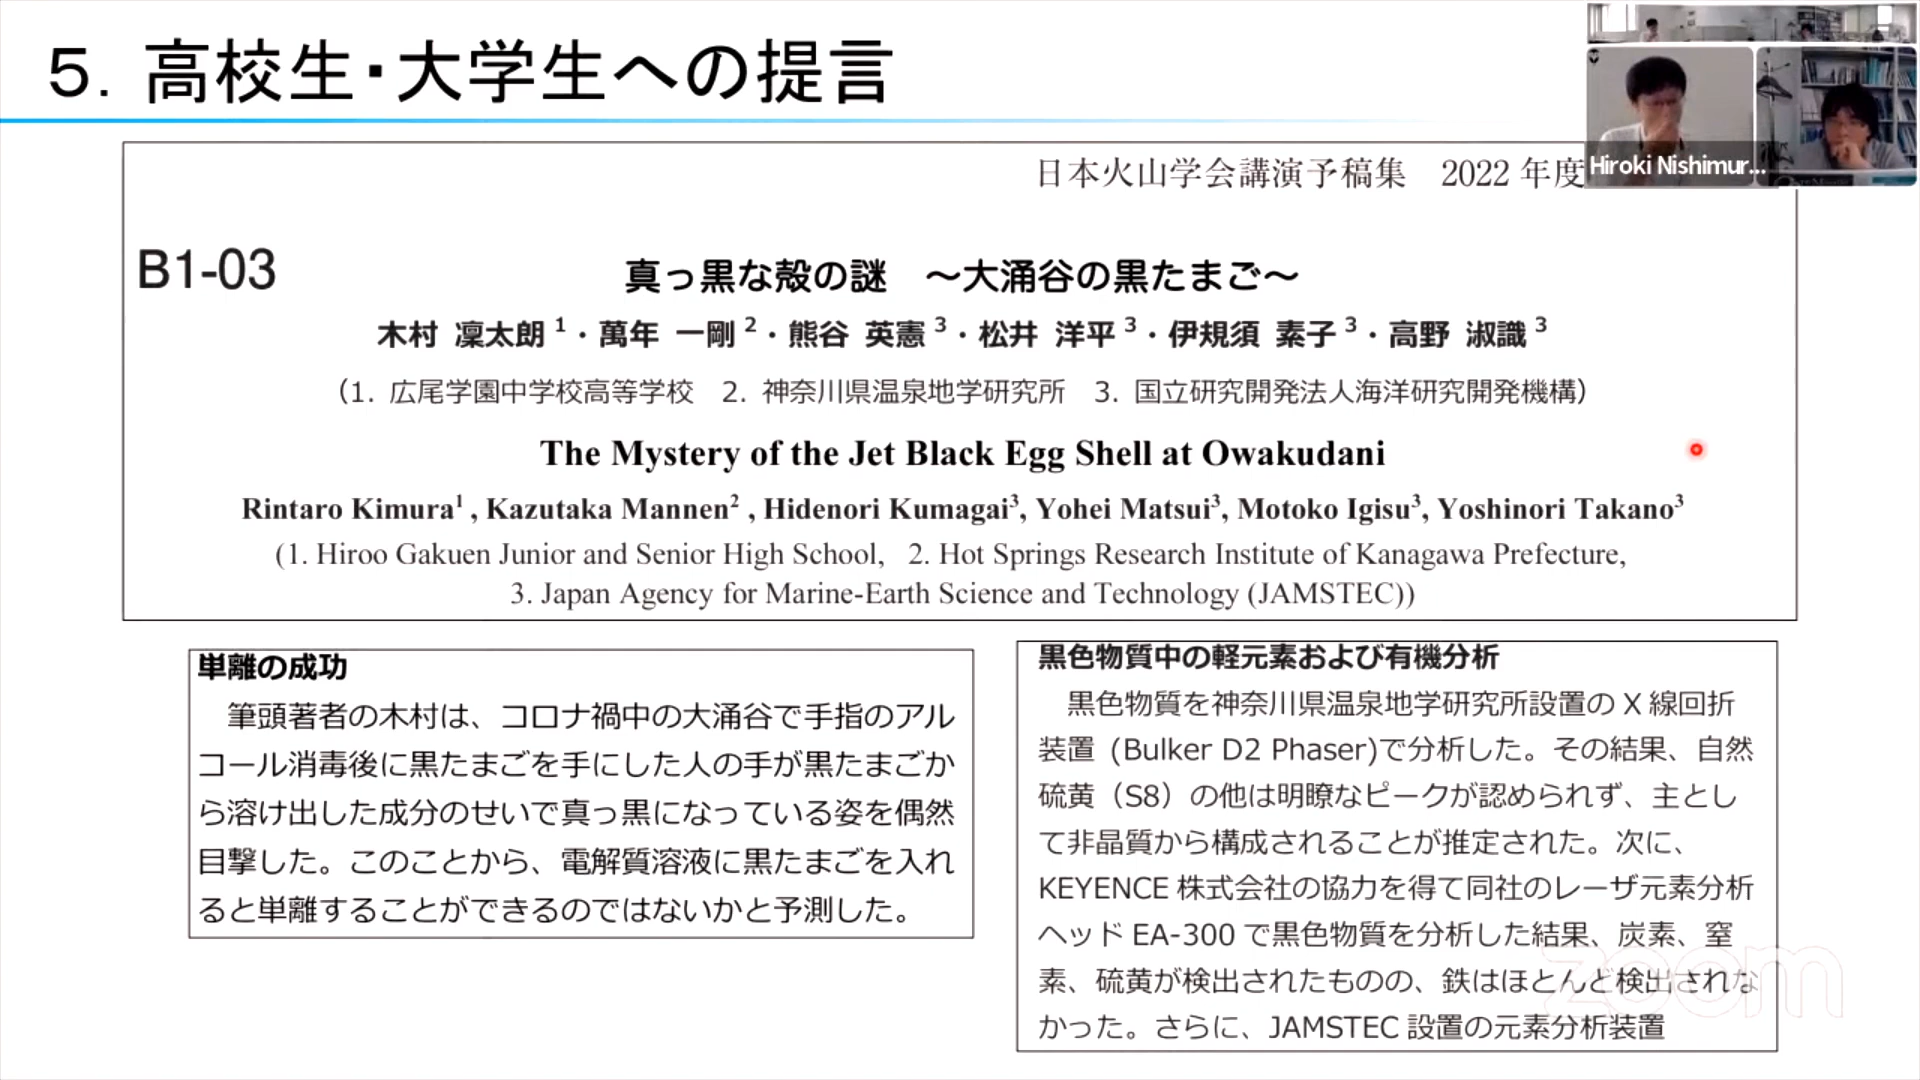 ５. 高校生・大学生への提言
Hiroki Nishimur...
日本火山学会講演予稿集　2022 年度
B1-03
真っ黒な殻の謎　～大涌谷の黒たまご～
木村 凜太朗 1・萬年 一剛 2・熊谷 英憲 3・松井 洋平 3・伊規須 素子 3・高野 淑識 3
（1. 広尾学園中学校高等学校　2. 神奈川県温泉地学研究所　3. 国立研究開発法人海洋研究開発機構）
The Mystery of the Jet Black Egg Shell at Owakudani
Rintaro Kimura1 , Kazutaka Mannen2 , Hidenori Kumagai3, Yohei Matsui3, Motoko Igisu3, Yoshinori Takano3
(1. Hiroo Gakuen Junior and Senior High School, 2. Hot Springs Research Institute of Kanagawa Prefecture,
3. Japan Agency for Marine-Earth Science and Technology (JAMSTEC))
単離の成功
　筆頭著者の木村は、コロナ禍中の大涌谷で手指のアル
コール消毒後に黒たまごを手にした人の手が黒たまごか
ら溶け出した成分のせいで真っ黒になっている姿を偶然
目撃した。このことから、電解質溶液に黒たまごを入れ
ると単離することができるのではないかと予測した。
黒色物質中の軽元素および有機分析
　黒色物質を神奈川県温泉地学研究所設置の X 線回折
装置 (Bulker D2 Phaser)で分析した。その結果、自然
硫黄（S8）の他は明瞭なピークが認められず、主とし
て非晶質から構成されることが推定された。次に、
KEYENCE 株式会社の協力を得て同社のレーザ元素分析
ヘッド EA-300 で黒色物質を分析した結果、炭素、窒
素、硫黄が検出されたものの、鉄はほとんど検出されな
かった。さらに、JAMSTEC 設置の元素分析装置
zoom